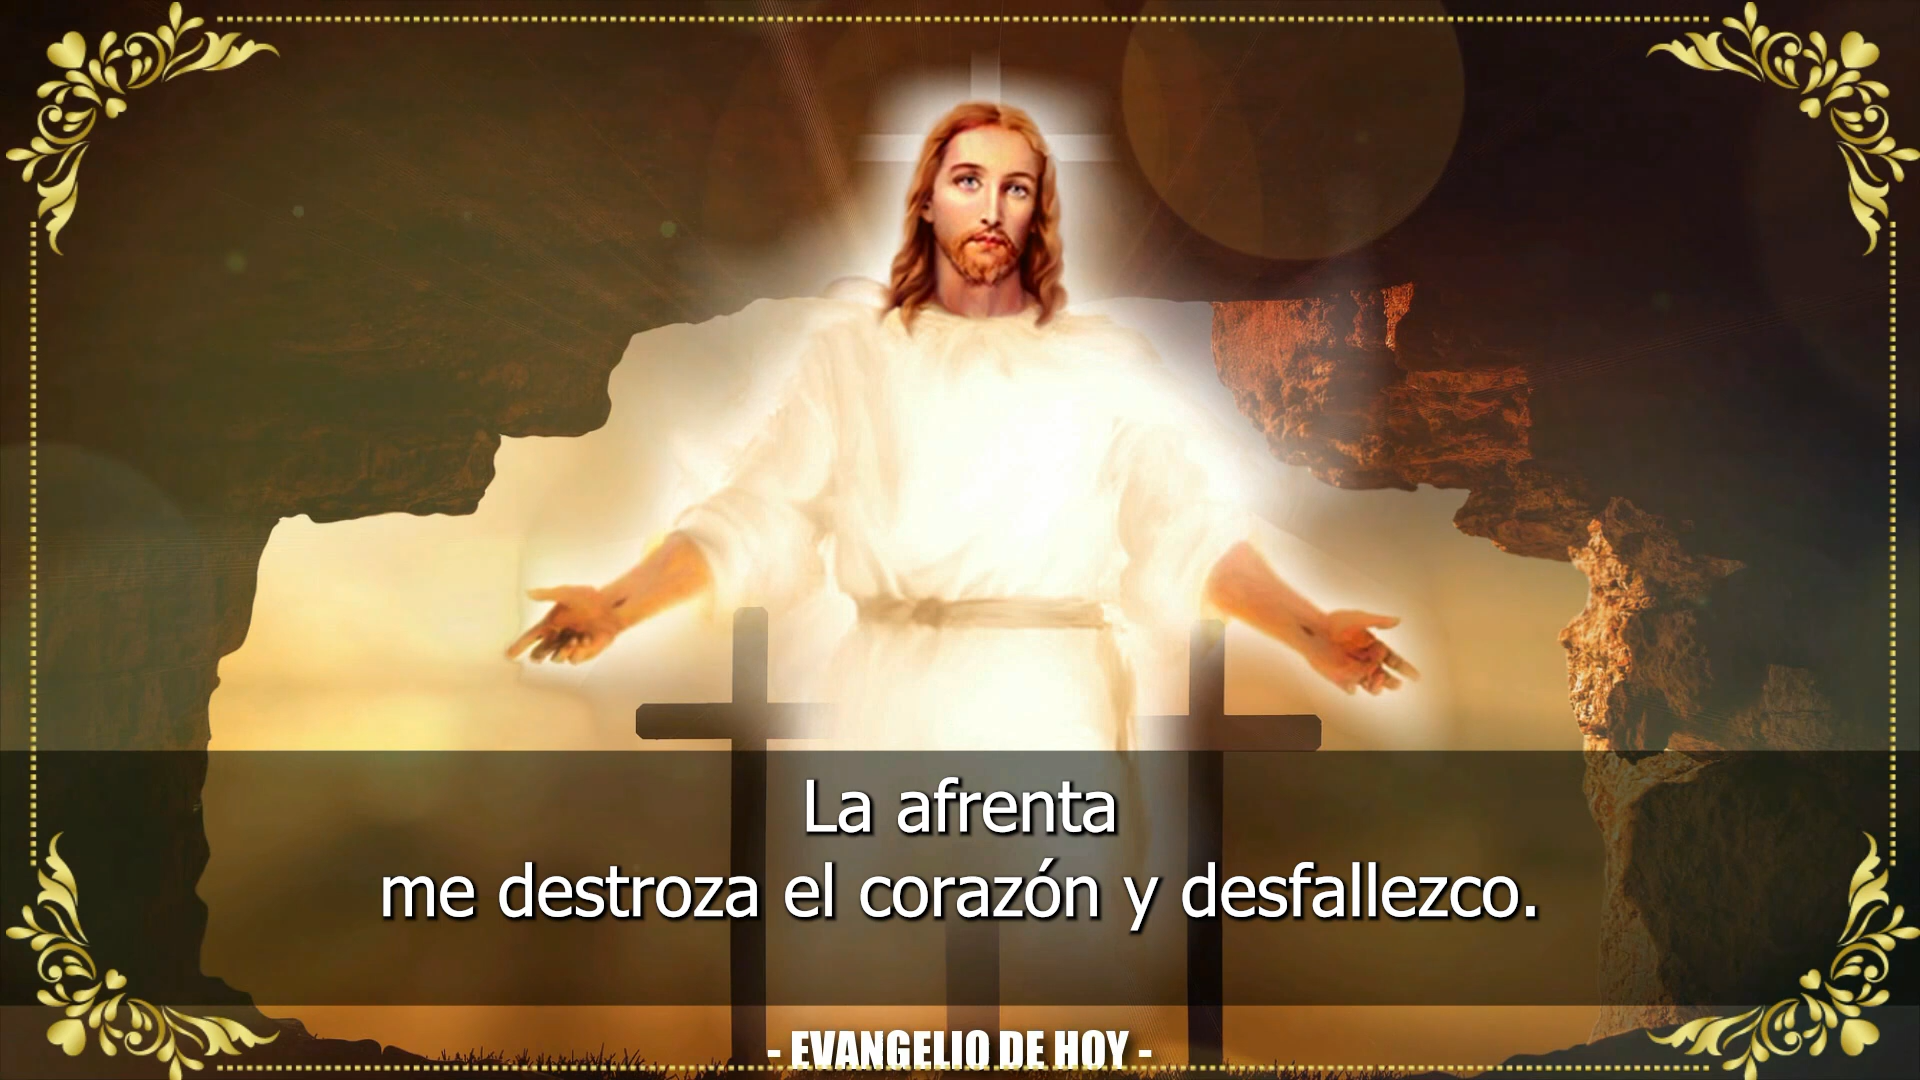 La afrenta
me destroza el corazón y desfallezco.
- EVANGELIO DE HOY -